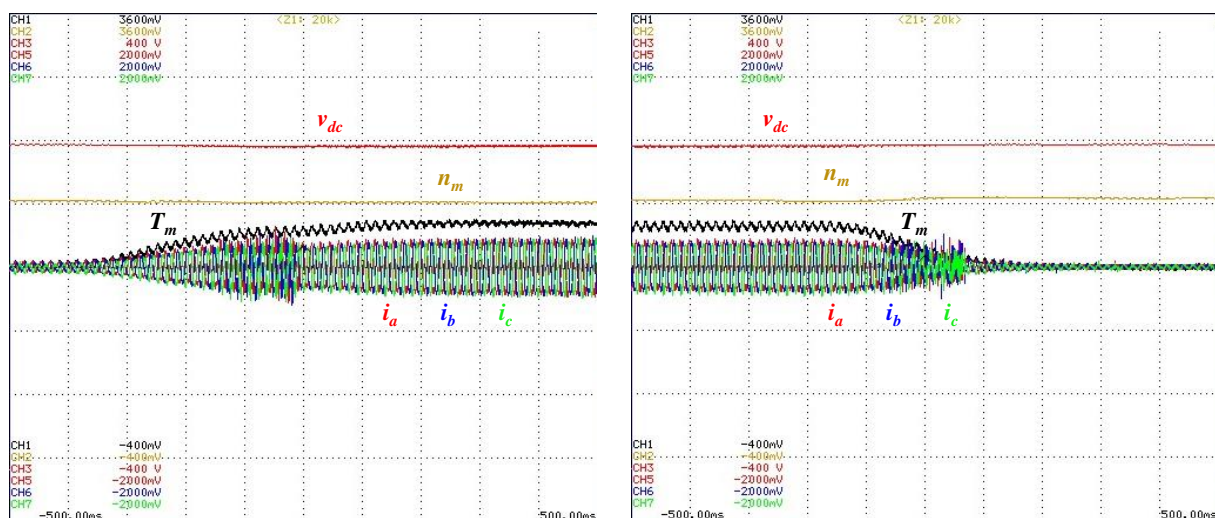 CH1 3600mV <Z1: 20k>
CH2 3600mV
CH3 400 V
CH5 2000mV
CH6 2000mV
CH7 2000mV
v_dc
n_m
T_m
i_a i_b i_c
CH1 -400mV
CH2 -400mV
CH3 -400 V
CH5 -2000mV
CH6 -2000mV
CH7 -2000mV
-500.00ms 500.00ms
CH1 3600mV <Z1: 20k>
CH2 3600mV
CH3 400 V
CH5 2000mV
CH6 2000mV
CH7 2000mV
v_dc
n_m
T_m
i_a i_b i_c
CH1 -400mV
CH2 -400mV
CH3 -400 V
CH5 -2000mV
CH6 -2000mV
CH7 -2000mV
-500.00ms 500.00ms